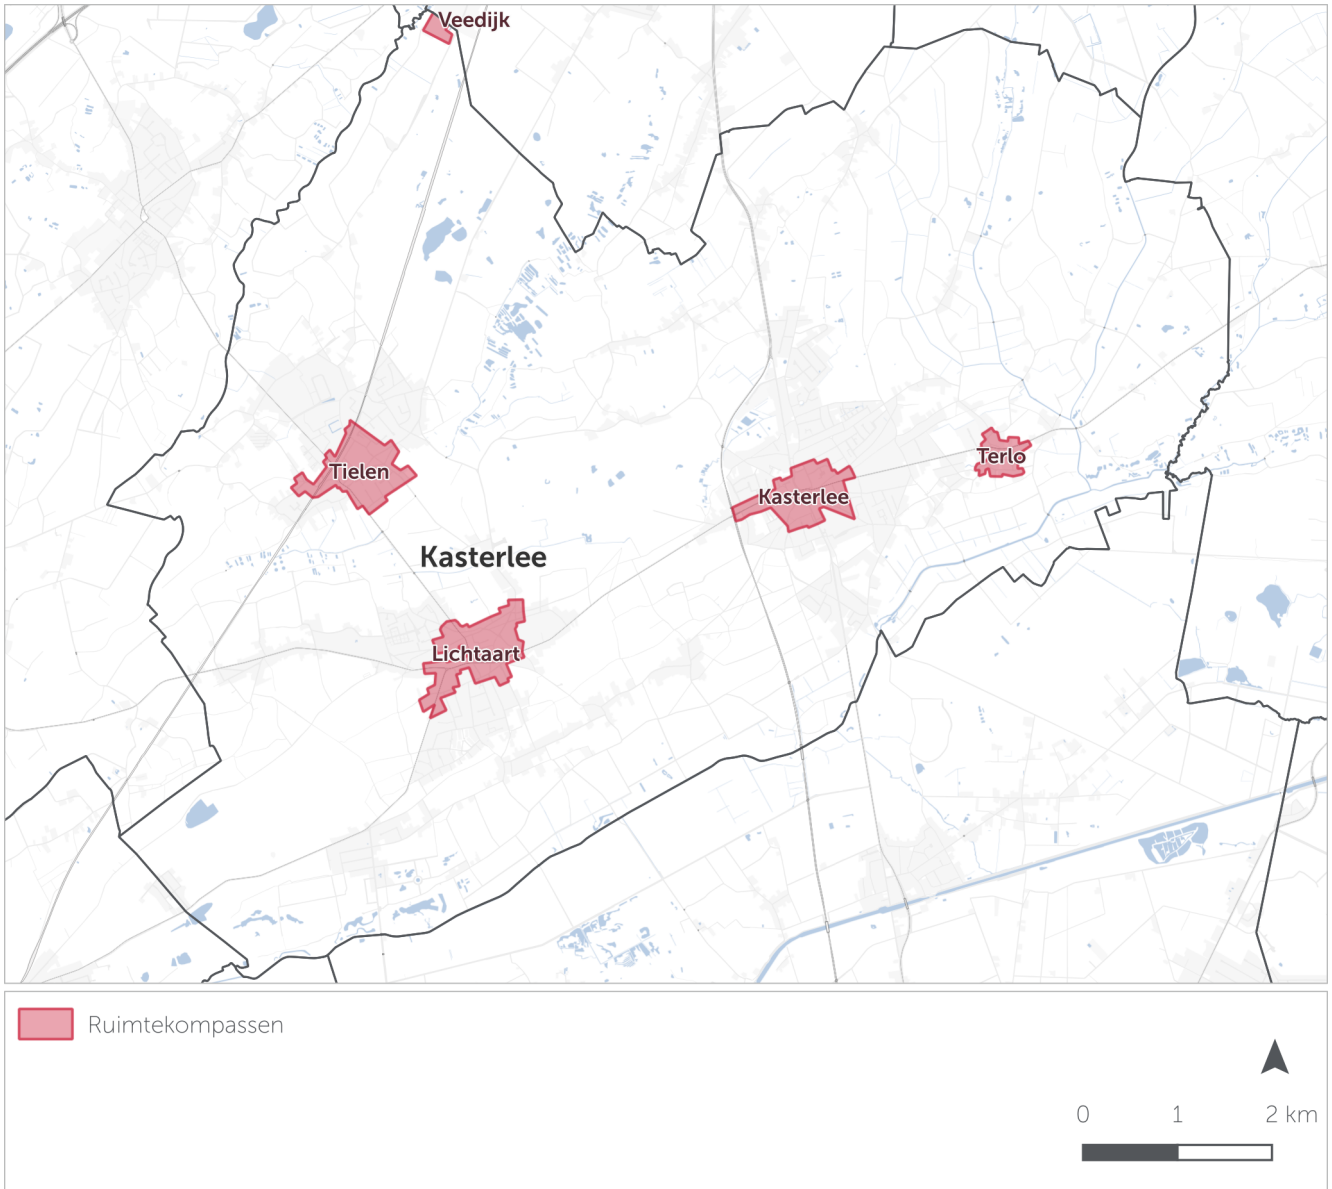 Veedijk
Tielen
Terlo
Kasterlee
Kasterlee
Lichtaart
Ruimtekompassen
0 1 2 km